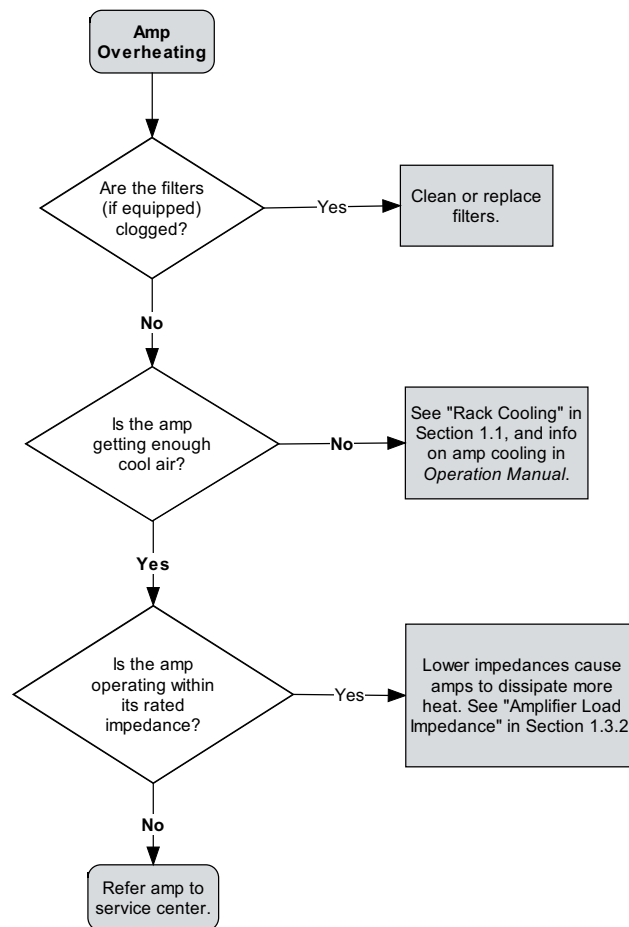 Amp
Overheating
Are the filters
(if equipped)
clogged?
Yes
Clean or replace
filters.
No
Is the amp
getting enough
cool air?
No
See "Rack Cooling" in
Section 1.1, and info
on amp cooling in
Operation Manual.
Yes
Is the amp
operating within
its rated
impedance?
Yes
Lower impedances cause
amps to dissipate more
heat. See "Amplifier Load
Impedance" in Section 1.3.2
No
Refer amp to
service center.